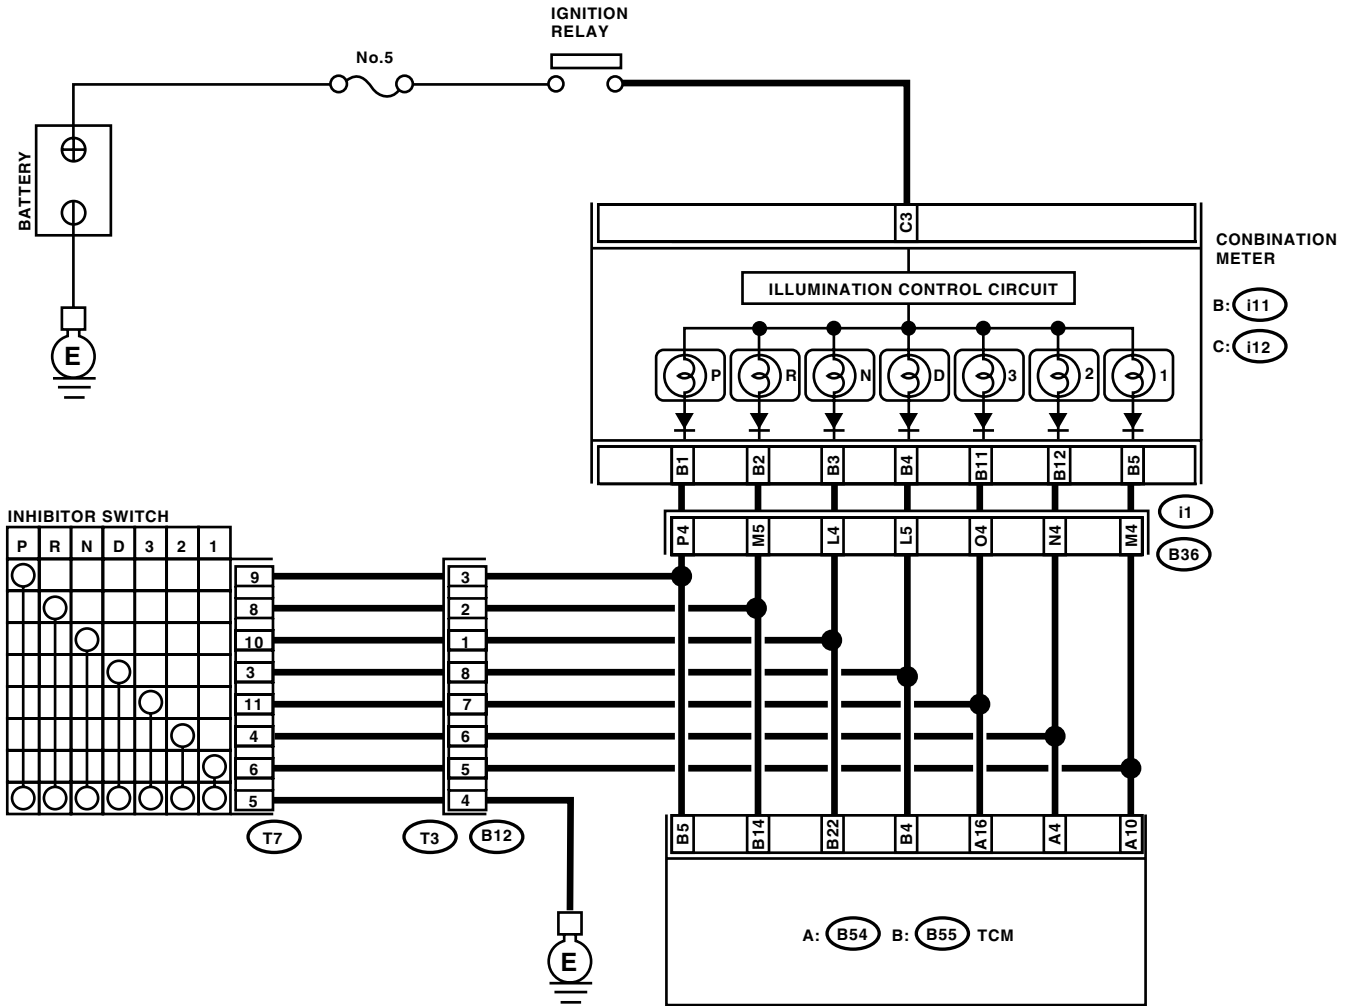 IGNITION
RELAY
No.5
BATTERY
E
C3
CONBINATION
METER
ILLUMINATION CONTROL CIRCUIT
B: i11
C: i12
P R N D 3 2 1
B1 B2 B3 B4 B11 B12 B5
i1
P4 M5 L4 L5 O4 N4 M4
B36
INHIBITOR SWITCH
P R N D 3 2 1
9 3
8 2
10 1
3 8
11 7
4 6
6 5
5 4
T7 T3 B12
B5 B14 B22 B4 A16 A4 A10
A: B54 B: B55 TCM
E